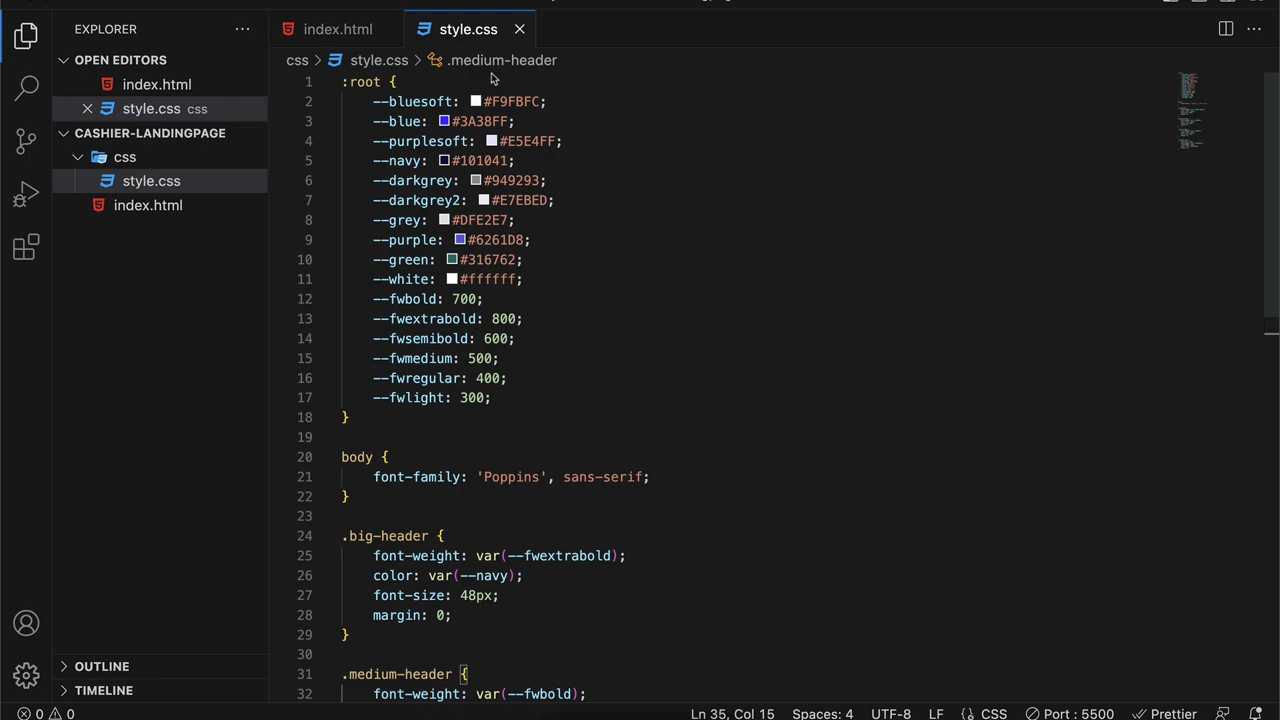 EXPLORER
index.html
style.css
OPEN EDITORS
index.html
style.css css
CASHIER-LANDINGPAGE
css
style.css
index.html
OUTLINE
TIMELINE
css > style.css > .medium-header
1 :root {
2 --bluesoft: #F9FBFC;
3 --blue: #3A38FF;
4 --purplesoft: #E5E4FF;
5 --navy: #101041;
6 --darkgrey: #949293;
7 --darkgrey2: #E7EBED;
8 --grey: #DFE2E7;
9 --purple: #6261D8;
10 --green: #316762;
11 --white: #ffffff;
12 --fwbold: 700;
13 --fwextrabold: 800;
14 --fwsemibold: 600;
15 --fwmedium: 500;
16 --fwregular: 400;
17 --fwlight: 300;
18 }
19
20 body {
21 font-family: 'Poppins', sans-serif;
22 }
23
24 .big-header {
25 font-weight: var(--fwextrabold);
26 color: var(--navy);
27 font-size: 48px;
28 margin: 0;
29 }
30
31 .medium-header {
32 font-weight: var(--fwbold);
0 0 Ln 35, Col 15 Spaces: 4 UTF-8 LF {} CSS Port : 5500 Prettier